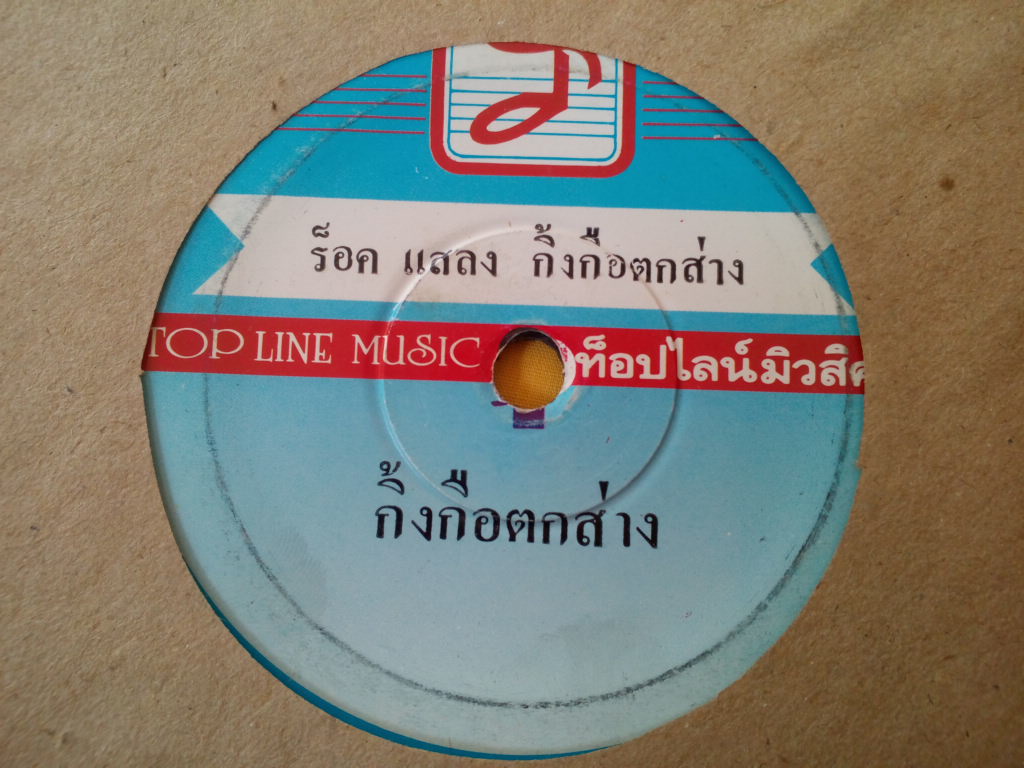 ร็อค แสลง กิ้งกือตกส่าง
TOP LINE MUSIC ท็อปไลน์มิวสิค
กิ้งกือตกส่าง